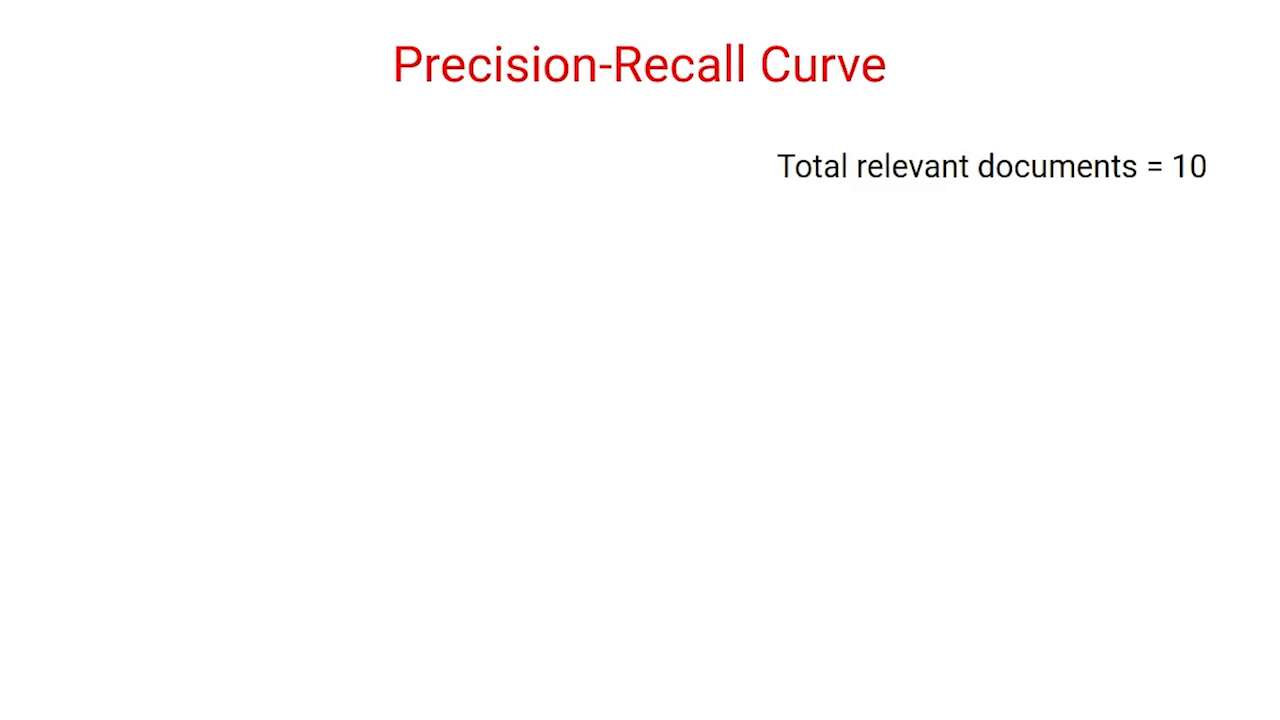 Precision-Recall Curve
Total relevant documents = 10